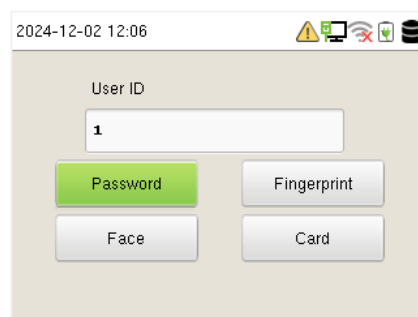 2024-12-02 12:06
User ID
1
Password Fingerprint
Face Card